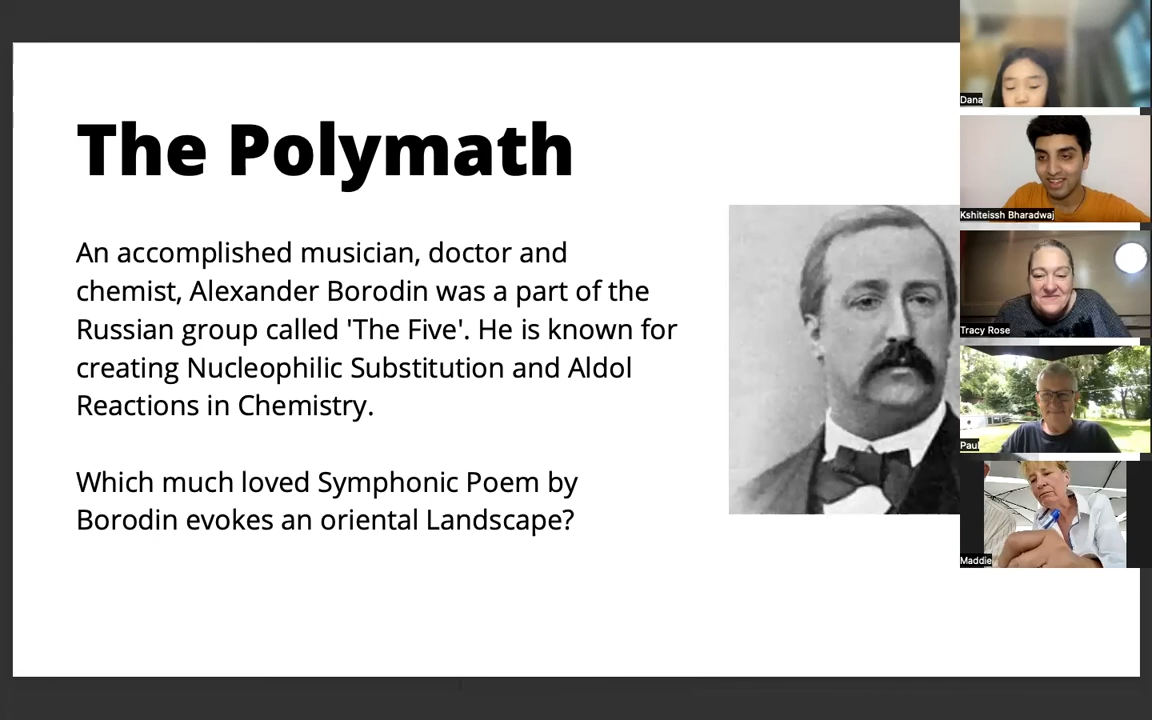 The Polymath
An accomplished musician, doctor and
chemist, Alexander Borodin was a part of the
Russian group called 'The Five'. He is known for
creating Nucleophilic Substitution and Aldol
Reactions in Chemistry.
Which much loved Symphonic Poem by
Borodin evokes an oriental Landscape?
Dana
Kshiteissh Bharadwaj
Tracy Rose
Paul
Maddie